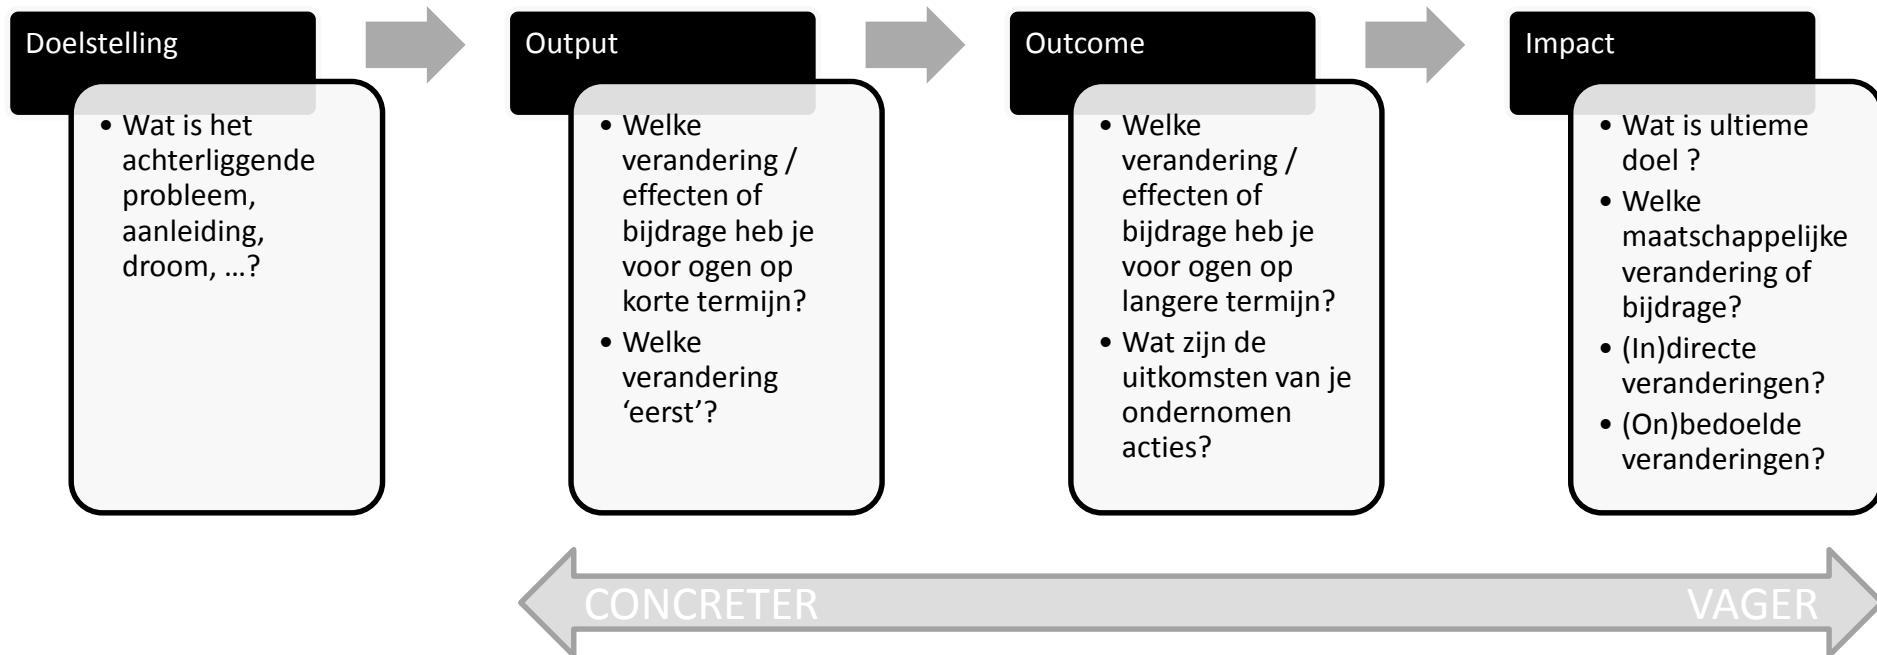 Doelstelling
• Wat is het
achterliggende
probleem,
aanleiding,
droom, ...?
Output
• Welke
verandering /
effecten of
bijdrage heb je
voor ogen op
korte termijn?
• Welke
verandering
‘eerst’?
Outcome
• Welke
verandering /
effecten of
bijdrage heb je
voor ogen op
langere termijn?
• Wat zijn de
uitkomsten van je
ondernomen
acties?
Impact
• Wat is ultieme
doel ?
• Welke
maatschappelijke
verandering of
bijdrage?
• (In)directe
veranderingen?
• (On)bedoelde
veranderingen?
CONCRETER
VAGER